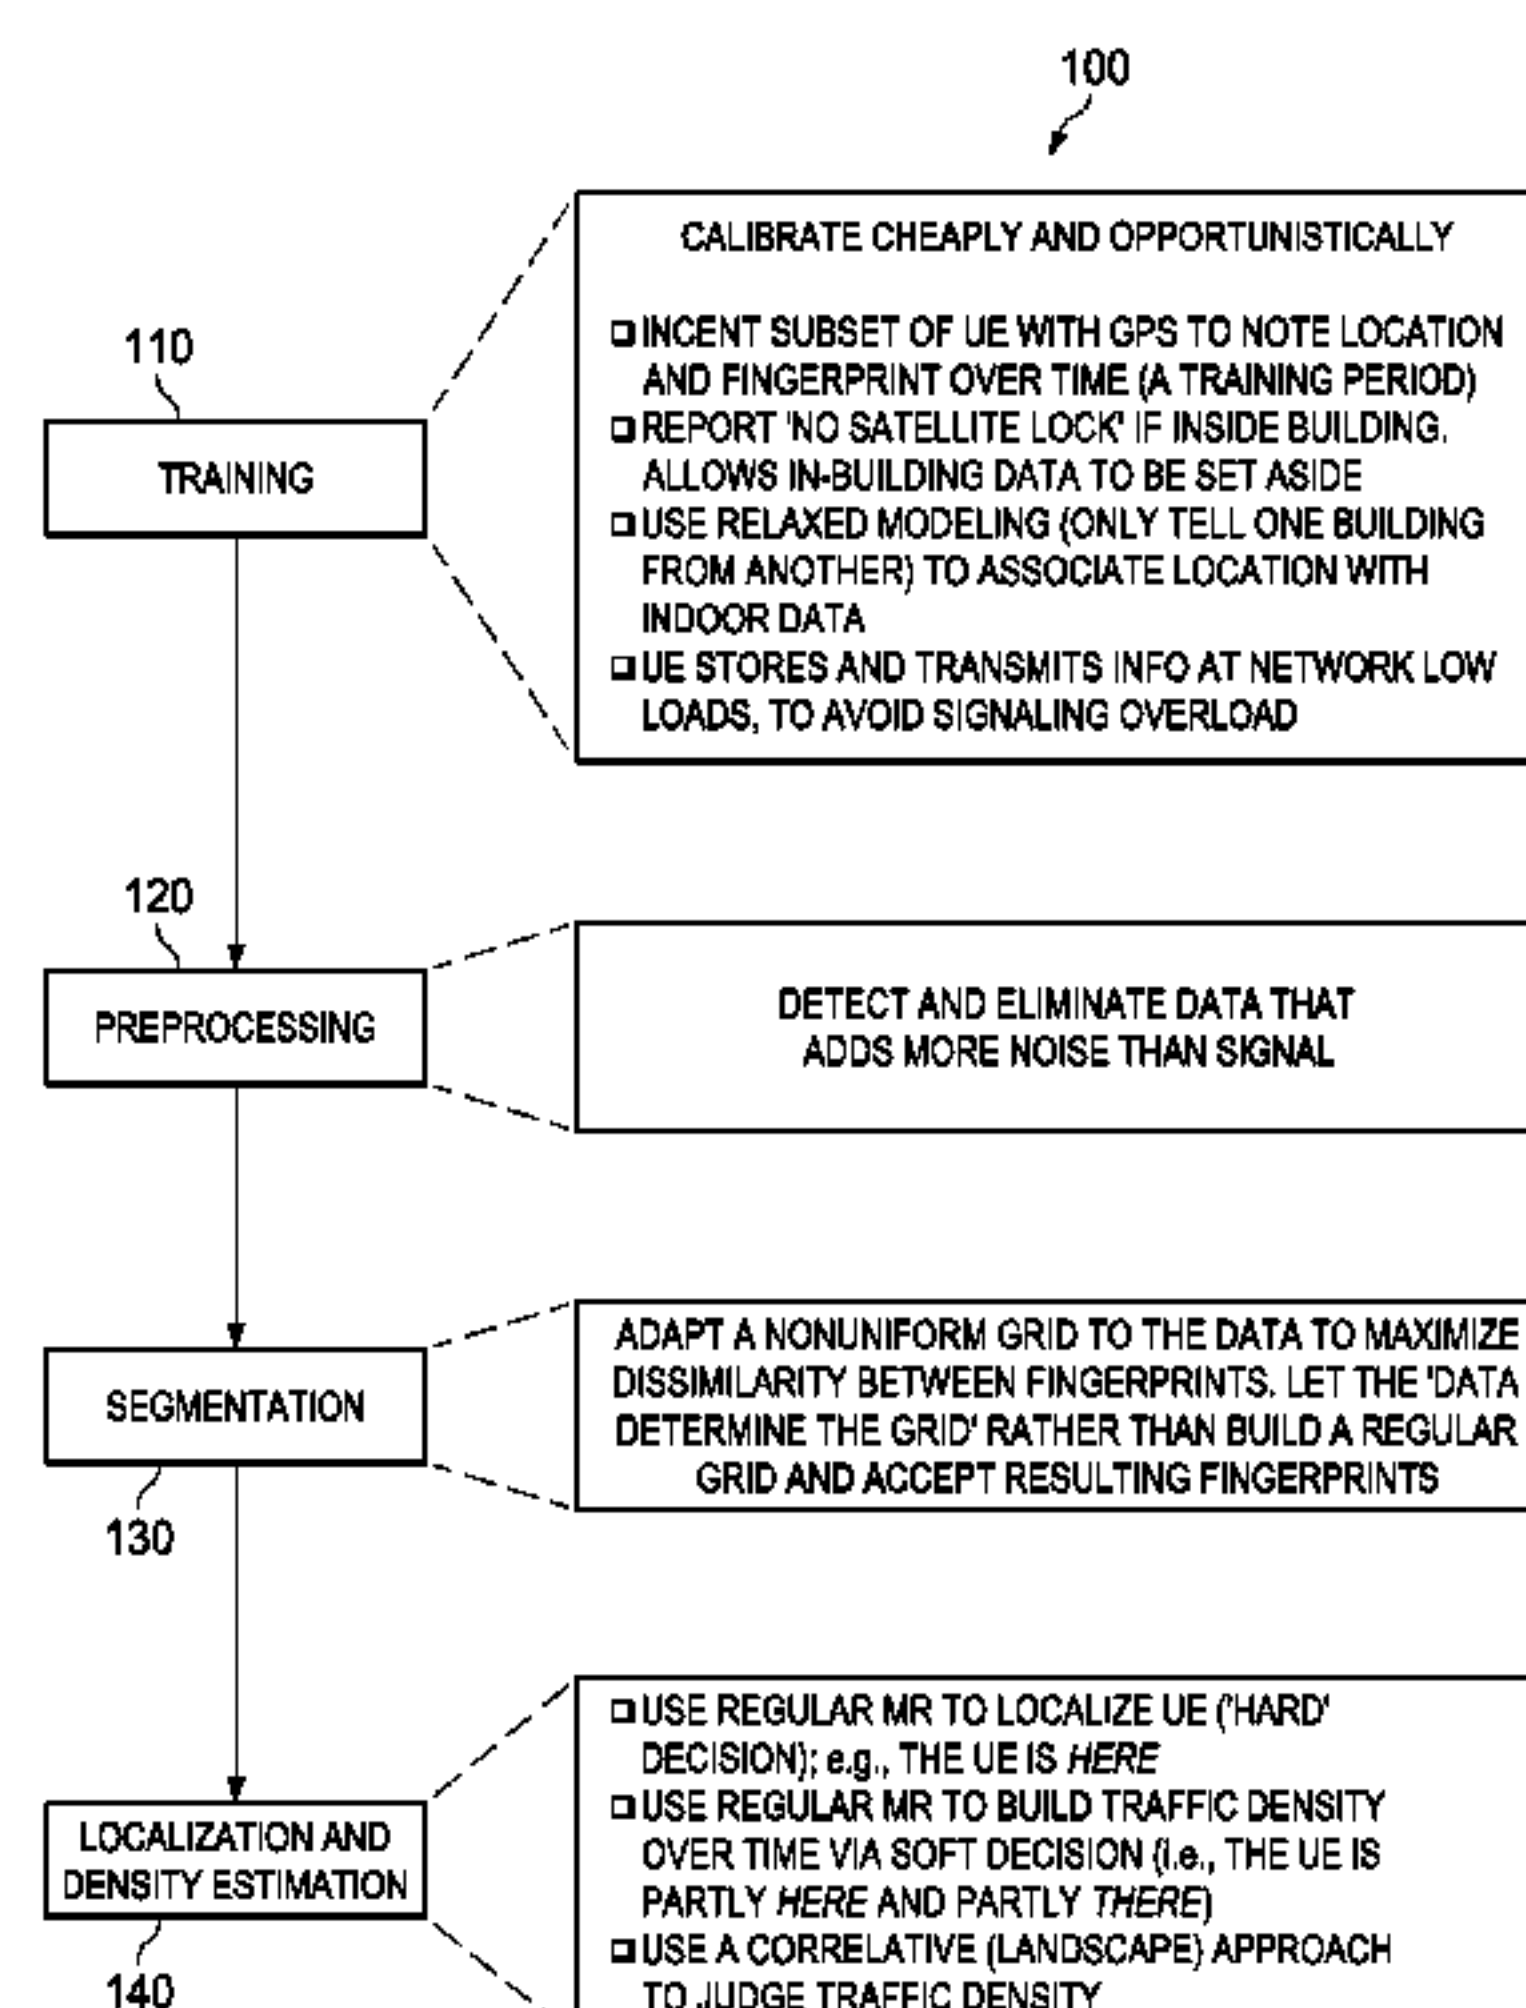 100
CALIBRATE CHEAPLY AND OPPORTUNISTICALLY
❑ INCENT SUBSET OF UE WITH GPS TO NOTE LOCATION
AND FINGERPRINT OVER TIME (A TRAINING PERIOD)
❑ REPORT 'NO SATELLITE LOCK' IF INSIDE BUILDING.
ALLOWS IN-BUILDING DATA TO BE SET ASIDE
❑ USE RELAXED MODELING (ONLY TELL ONE BUILDING
FROM ANOTHER) TO ASSOCIATE LOCATION WITH
INDOOR DATA
❑ UE STORES AND TRANSMITS INFO AT NETWORK LOW
LOADS, TO AVOID SIGNALING OVERLOAD
110
TRAINING
120
PREPROCESSING
DETECT AND ELIMINATE DATA THAT
ADDS MORE NOISE THAN SIGNAL
SEGMENTATION
130
ADAPT A NONUNIFORM GRID TO THE DATA TO MAXIMIZE
DISSIMILARITY BETWEEN FINGERPRINTS. LET THE 'DATA
DETERMINE THE GRID' RATHER THAN BUILD A REGULAR
GRID AND ACCEPT RESULTING FINGERPRINTS
LOCALIZATION AND
DENSITY ESTIMATION
140
❑ USE REGULAR MR TO LOCALIZE UE ('HARD'
DECISION); e.g., THE UE IS HERE
❑ USE REGULAR MR TO BUILD TRAFFIC DENSITY
OVER TIME VIA SOFT DECISION (i.e., THE UE IS
PARTLY HERE AND PARTLY THERE)
❑ USE A CORRELATIVE (LANDSCAPE) APPROACH
TO JUDGE TRAFFIC DENSITY